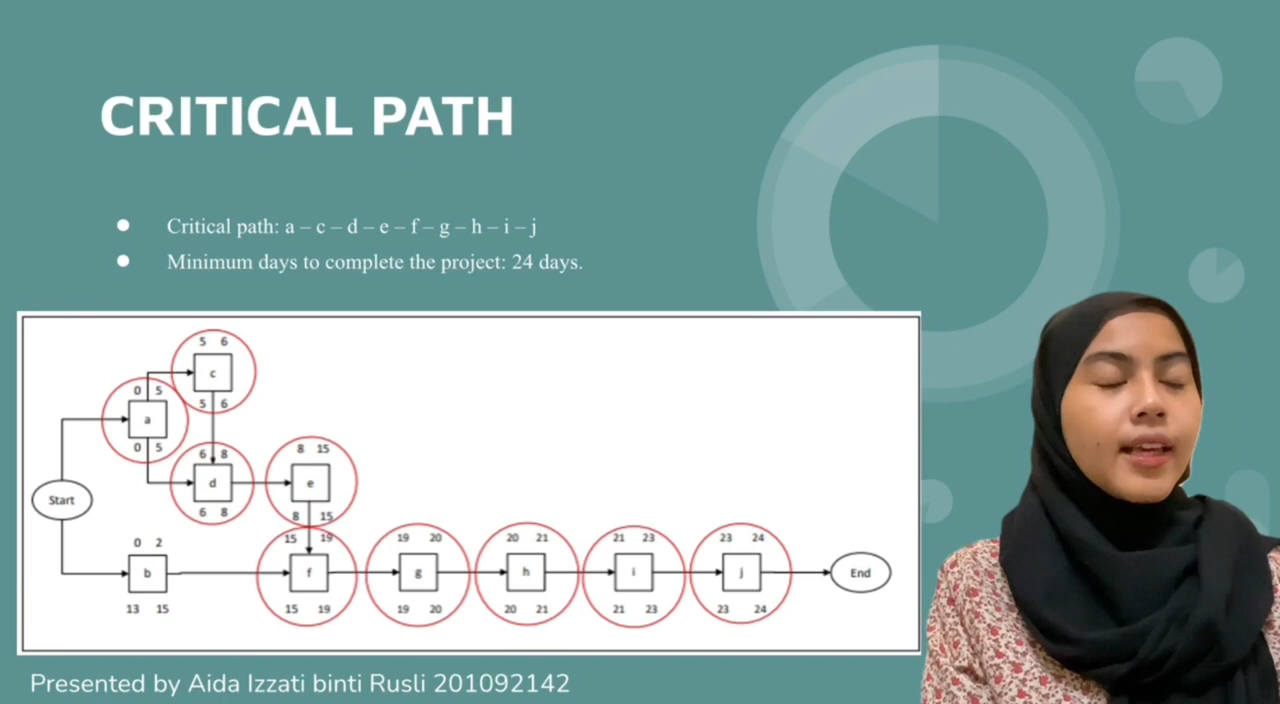 CRITICAL PATH
Critical path: a – c – d – e – f – g – h – i – j
Minimum days to complete the project: 24 days.
5 6
c
5 6
0 5
a
0 5
6 8
d
6 8
8 15
e
8 15
Start
0 2
b
13 15
15 19
f
15 19
19 20
g
19 20
20 21
h
20 21
21 23
i
21 23
23 24
j
23 24
End
Presented by Aida Izzati binti Rusli 201092142